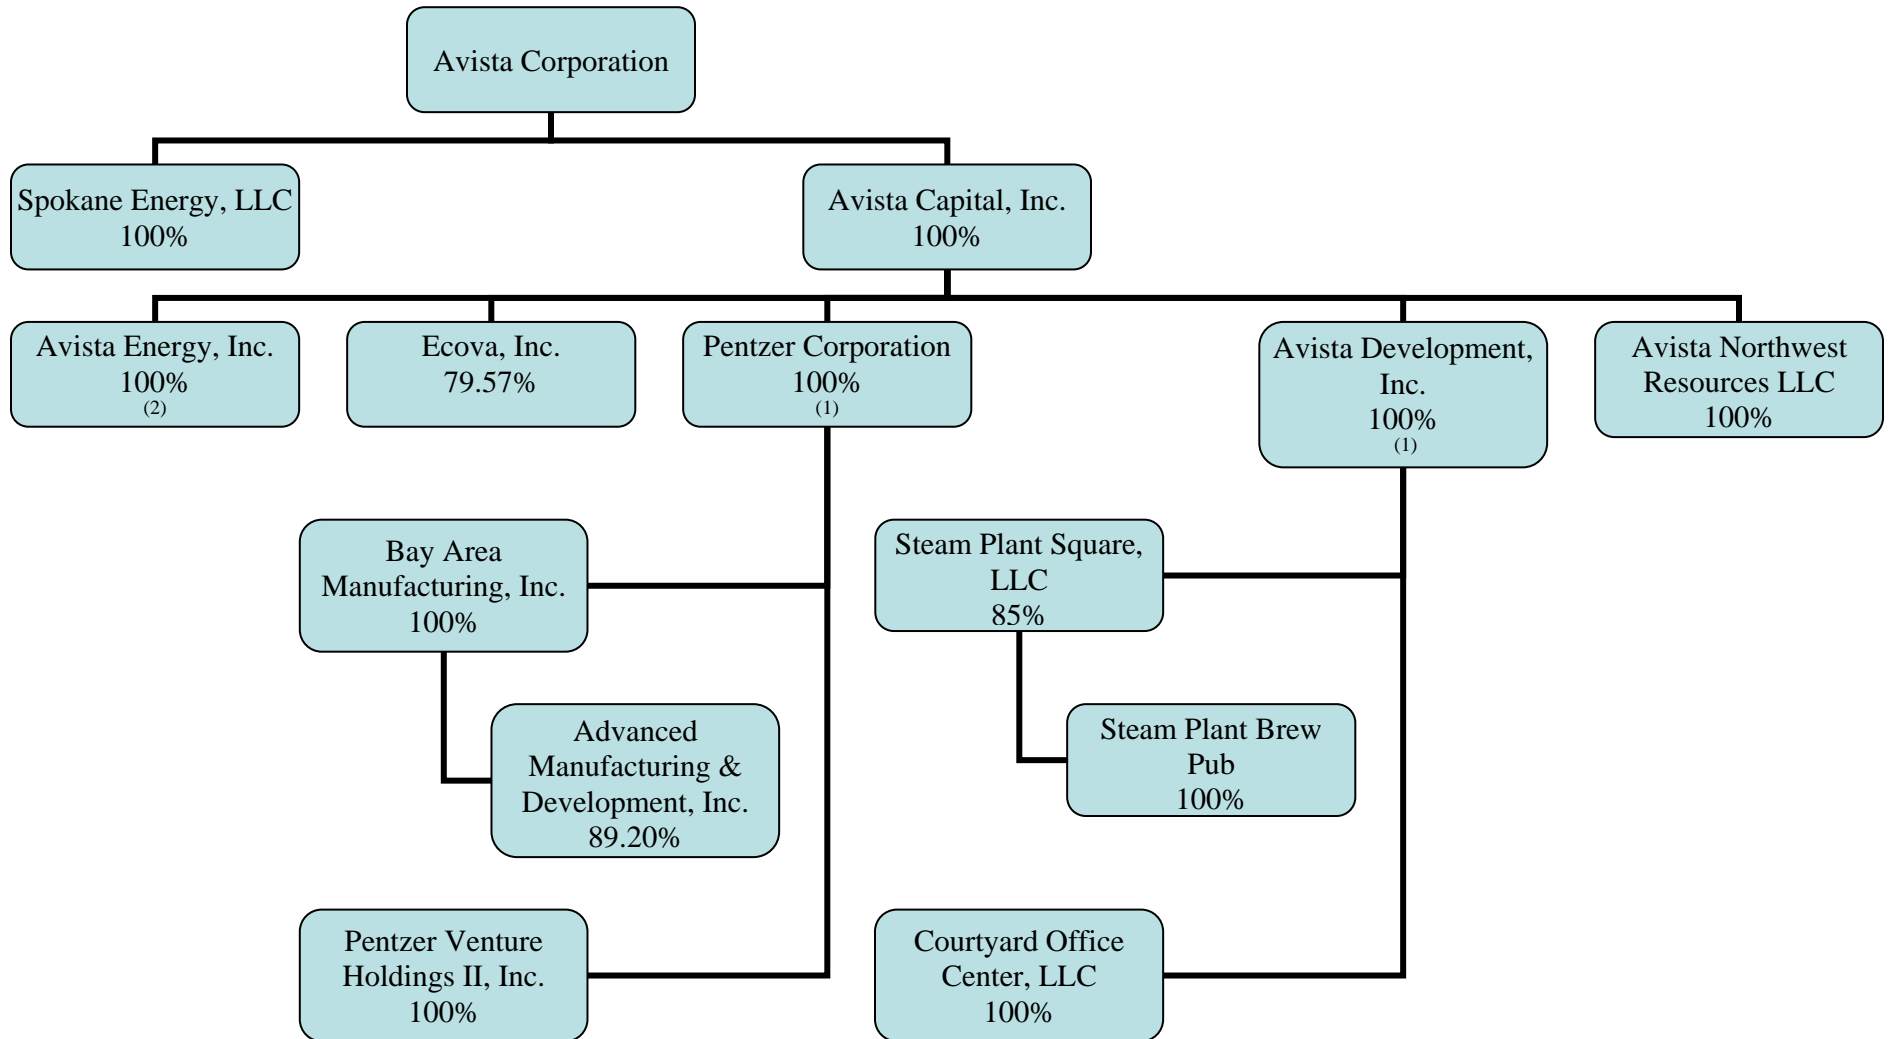 Avista Corporation
Spokane Energy, LLC
100%
Avista Capital, Inc.
100%
Avista Energy, Inc.
100%
(2)
Ecova, Inc.
79.57%
Pentzer Corporation
100%
(1)
Avista Development,
Inc.
100%
(1)
Avista Northwest
Resources LLC
100%
Bay Area
Manufacturing, Inc.
100%
Steam Plant Square,
LLC
85%
Advanced
Manufacturing &
Development, Inc.
89.20%
Steam Plant Brew
Pub
100%
Pentzer Venture
Holdings II, Inc.
100%
Courtyard Office
Center, LLC
100%